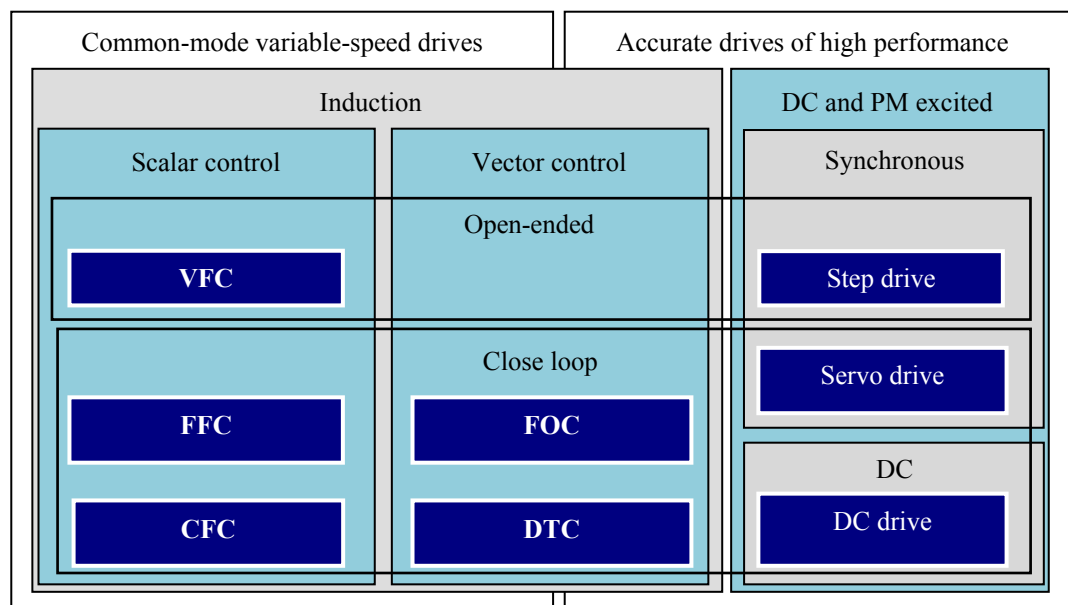 Common-mode variable-speed drives
Accurate drives of high performance
Induction
DC and PM excited
Scalar control
Vector control
Synchronous
Open-ended
VFC
Step drive
Close loop
Servo drive
FFC
FOC
DC
CFC
DTC
DC drive